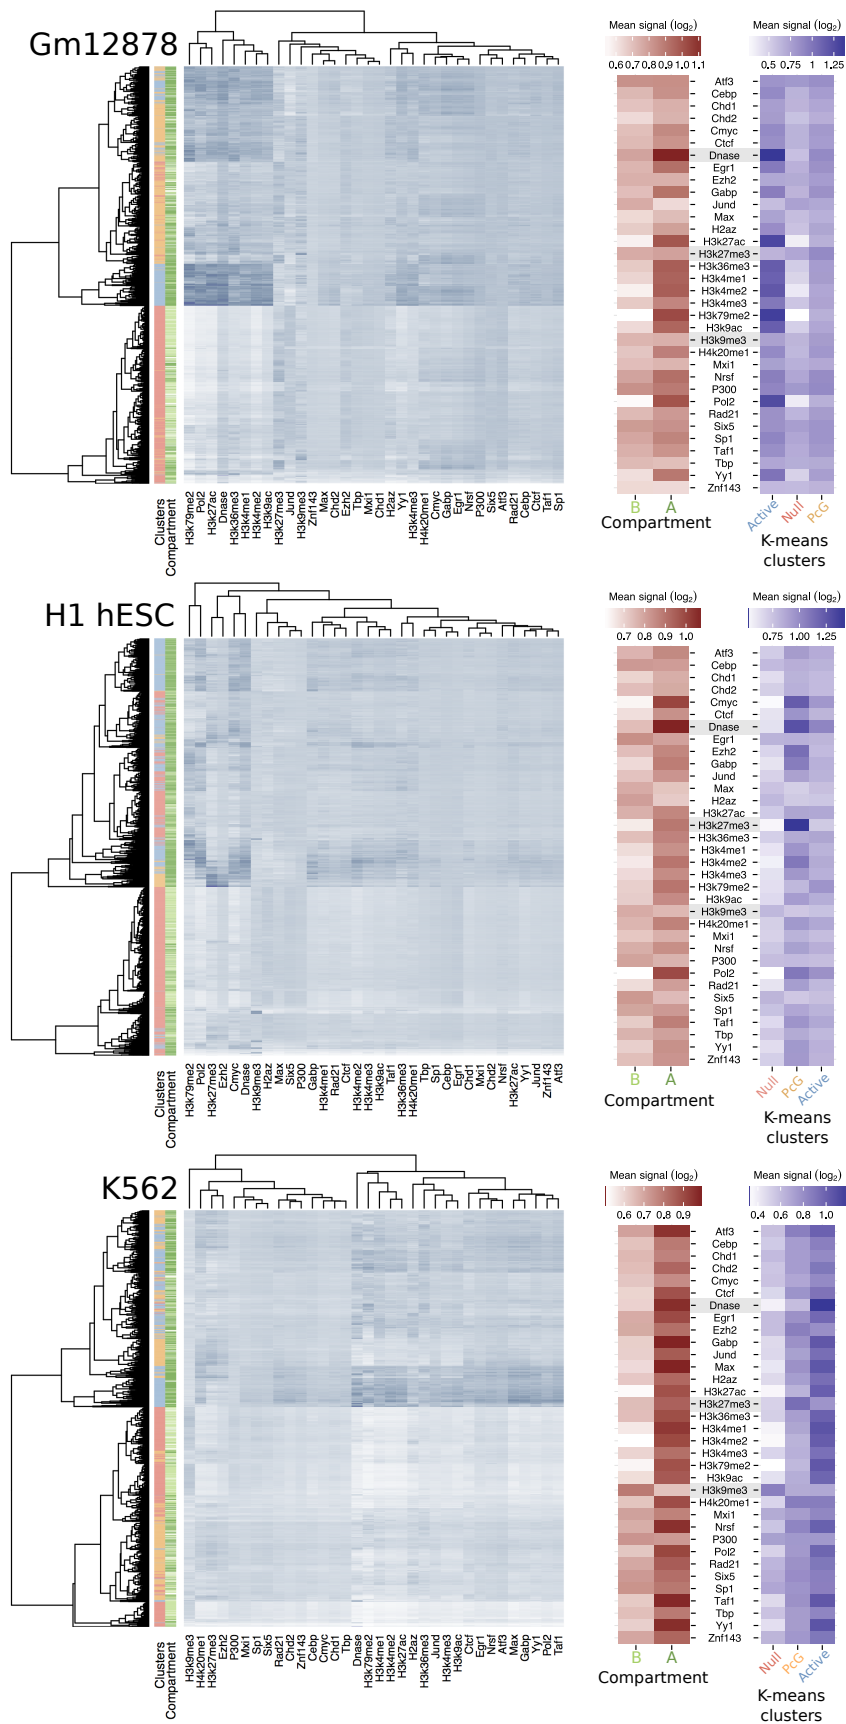 Gm12878
Mean signal (log2)
0.6 0.7 0.8 0.9 1.0 1.1
Mean signal (log2)
0.5 0.75 1 1.25
Atf3
Cebp
Chd1
Chd2
Cmyc
Ctcf
Dnase
Egr1
Ezh2
Gabp
Jund
Max
H2az
H3k27ac
H3k27me3
H3k36me3
H3k4me1
H3k4me2
H3k4me3
H3k79me2
H3k9ac
H3k9me3
H4k20me1
Mxi1
Nrsf
P300
Pol2
Rad21
Six5
Sp1
Taf1
Tbp
Yy1
Znf143
Clusters
Compartment
H3k79me2
Pol2
H3k27ac
Dnase
H3k36me3
H3k4me1
H3k4me2
H3k9ac
H3k27me3
Jund
H3k9me3
Znf143
Max
Chd2
Ezh2
Tbp
Mxi1
Chd1
H2az
Yy1
H3k4me3
H4k20me1
Cmyc
Gabp
Egr1
Nrsf
P300
Six5
Atf3
Rad21
Cebp
Ctcf
Taf1
Sp1
B A
Compartment
Active Null PcG
K-means
clusters
H1 hESC
Mean signal (log2)
0.7 0.8 0.9 1.0
Mean signal (log2)
0.75 1.00 1.25
Atf3
Cebp
Chd1
Chd2
Cmyc
Ctcf
Dnase
Egr1
Ezh2
Gabp
Jund
Max
H2az
H3k27ac
H3k27me3
H3k36me3
H3k4me1
H3k4me2
H3k4me3
H3k79me2
H3k9ac
H3k9me3
H4k20me1
Mxi1
Nrsf
P300
Pol2
Rad21
Six5
Sp1
Taf1
Tbp
Yy1
Znf143
Clusters
Compartment
H3k79me2
Pol2
H3k27me3
Ezh2
Cmyc
Dnase
H3k9me3
H2az
Max
Six5
P300
Gabp
H3k4me1
Rad21
Ctcf
H3k4me2
H3k4me3
H3k9ac
Taf1
H3k36me3
H4k20me1
Tbp
Sp1
Cebp
Egr1
Chd1
Mxi1
Chd2
Nrsf
H3k27ac
Yy1
Jund
Znf143
Atf3
B A
Compartment
Null PcG Active
K-means
clusters
K562
Mean signal (log2)
0.6 0.7 0.8 0.9
Mean signal (log2)
0.4 0.6 0.8 1.0
Atf3
Cebp
Chd1
Chd2
Cmyc
Ctcf
Dnase
Egr1
Ezh2
Gabp
Jund
Max
H2az
H3k27ac
H3k27me3
H3k36me3
H3k4me1
H3k4me2
H3k4me3
H3k79me2
H3k9ac
H3k9me3
H4k20me1
Mxi1
Nrsf
P300
Pol2
Rad21
Six5
Sp1
Taf1
Tbp
Yy1
Znf143
Clusters
Compartment
H3k9me3
H4k20me1
H3k27me3
Ezh2
P300
Mxi1
Sp1
Six5
Rad21
Chd2
Znf143
Cebp
Cmyc
Chd1
Tbp
Dnase
H3k79me2
H3k4me1
H3k4me2
H3k27ac
H2az
H3k36me3
Jund
H3k4me3
H3k9ac
Ctcf
Egr1
Nrsf
Atf3
Max
Gabp
Yy1
Pol2
Taf1
B A
Compartment
Null PcG Active
K-means
clusters